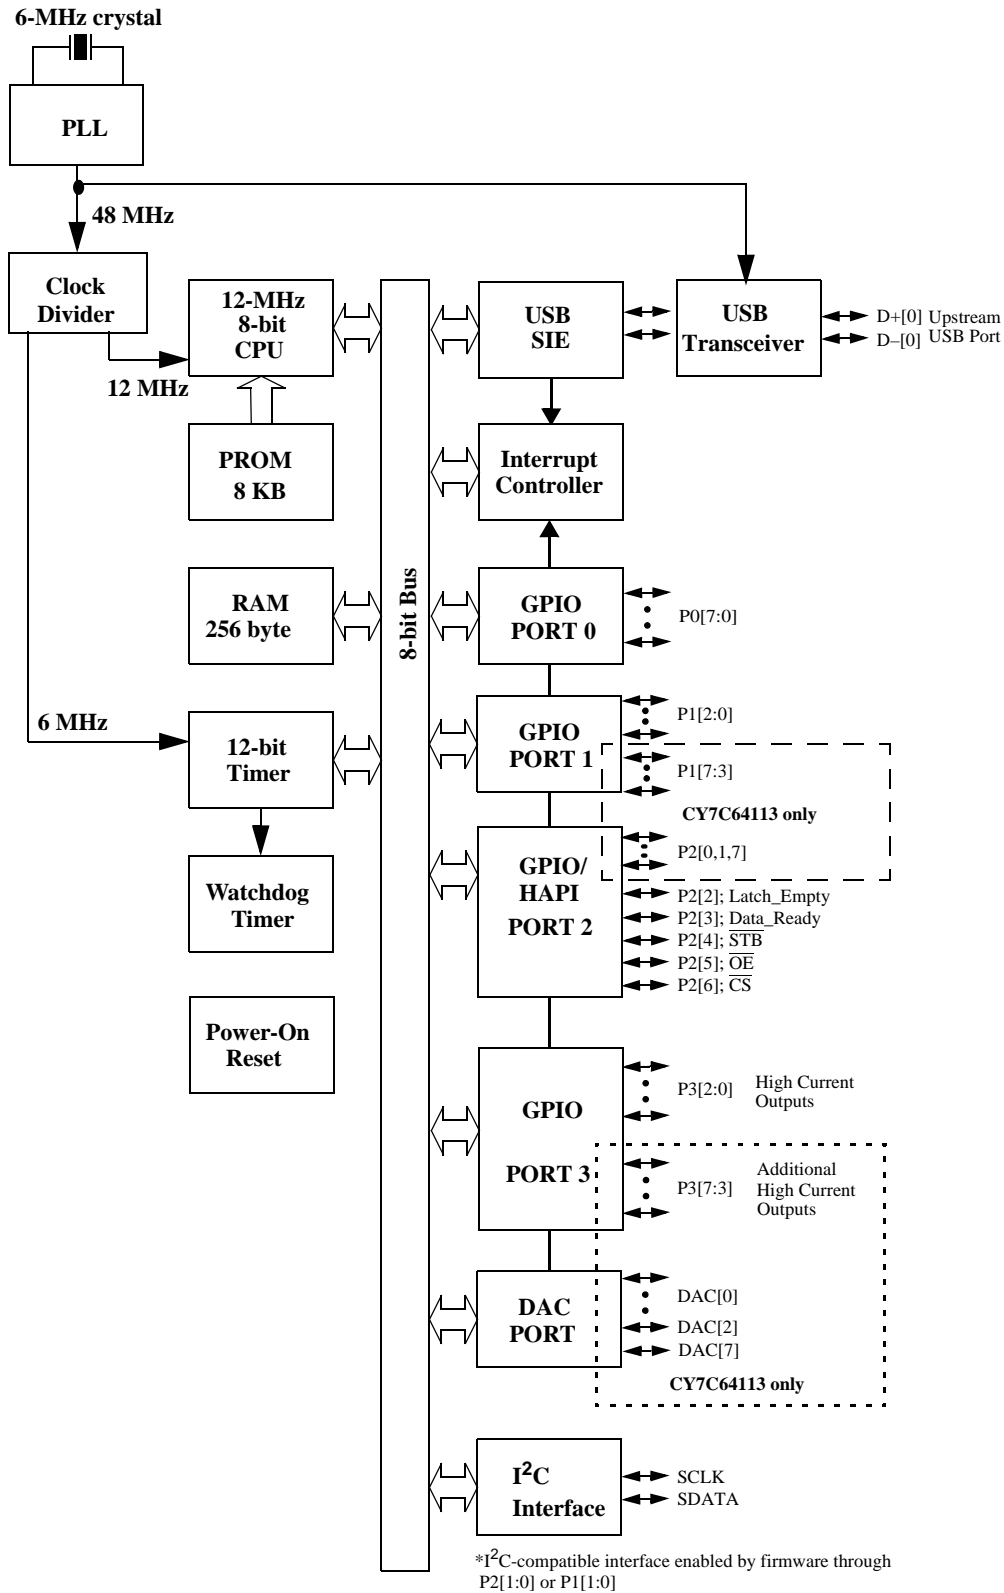 6-MHz crystal
PLL
48 MHz
Clock
Divider
12-MHz
8-bit
CPU
USB
SIE
USB
Transceiver
D+[0] Upstream
D–[0] USB Port
12 MHz
PROM
8 KB
Interrupt
Controller
8-bit Bus
RAM
256 byte
GPIO
PORT 0
P0[7:0]
6 MHz
12-bit
Timer
GPIO
PORT 1
P1[2:0]
P1[7:3]
CY7C64113 only
P2[0,1,7]
Watchdog
Timer
GPIO/
HAPI
PORT 2
P2[2]; Latch_Empty
P2[3]; Data_Ready
P2[4]; STB
P2[5]; OE
P2[6]; CS
Power-On
Reset
GPIO
PORT 3
P3[2:0]
High Current
Outputs
P3[7:3]
Additional
High Current
Outputs
DAC
PORT
DAC[0]
DAC[2]
DAC[7]
CY7C64113 only
I²C
Interface
SCLK
SDATA
*I²C-compatible interface enabled by firmware through
P2[1:0] or P1[1:0]